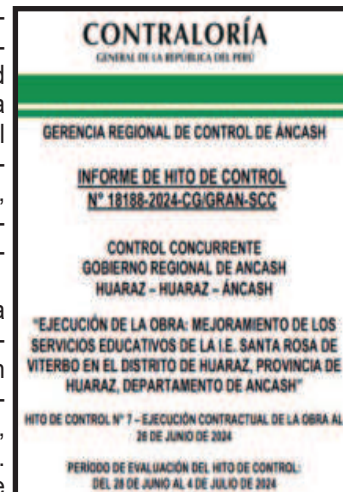 CONTRALORÍA
GENERAL DE LA REPÚBLICA DEL PERÚ
GERENCIA REGIONAL DE CONTROL DE ÁNCASH
INFORME DE HITO DE CONTROL
N° 18188-2024-CG/GRAN-SCC
CONTROL CONCURRENTE
GOBIERNO REGIONAL DE ANCASH
HUARAZ – HUARAZ – ÁNCASH
"EJECUCIÓN DE LA OBRA: MEJORAMIENTO DE LOS
SERVICIOS EDUCATIVOS DE LA I.E. SANTA ROSA DE
VITERBO EN EL DISTRITO DE HUARAZ, PROVINCIA DE
HUARAZ, DEPARTAMENTO DE ANCASH"
HITO DE CONTROL N° 7 – EJECUCIÓN CONTRACTUAL DE LA OBRA AL
28 DE JUNIO DE 2024
PERÍODO DE EVALUACIÓN DEL HITO DE CONTROL:
DEL 28 DE JUNIO AL 4 DE JULIO DE 2024